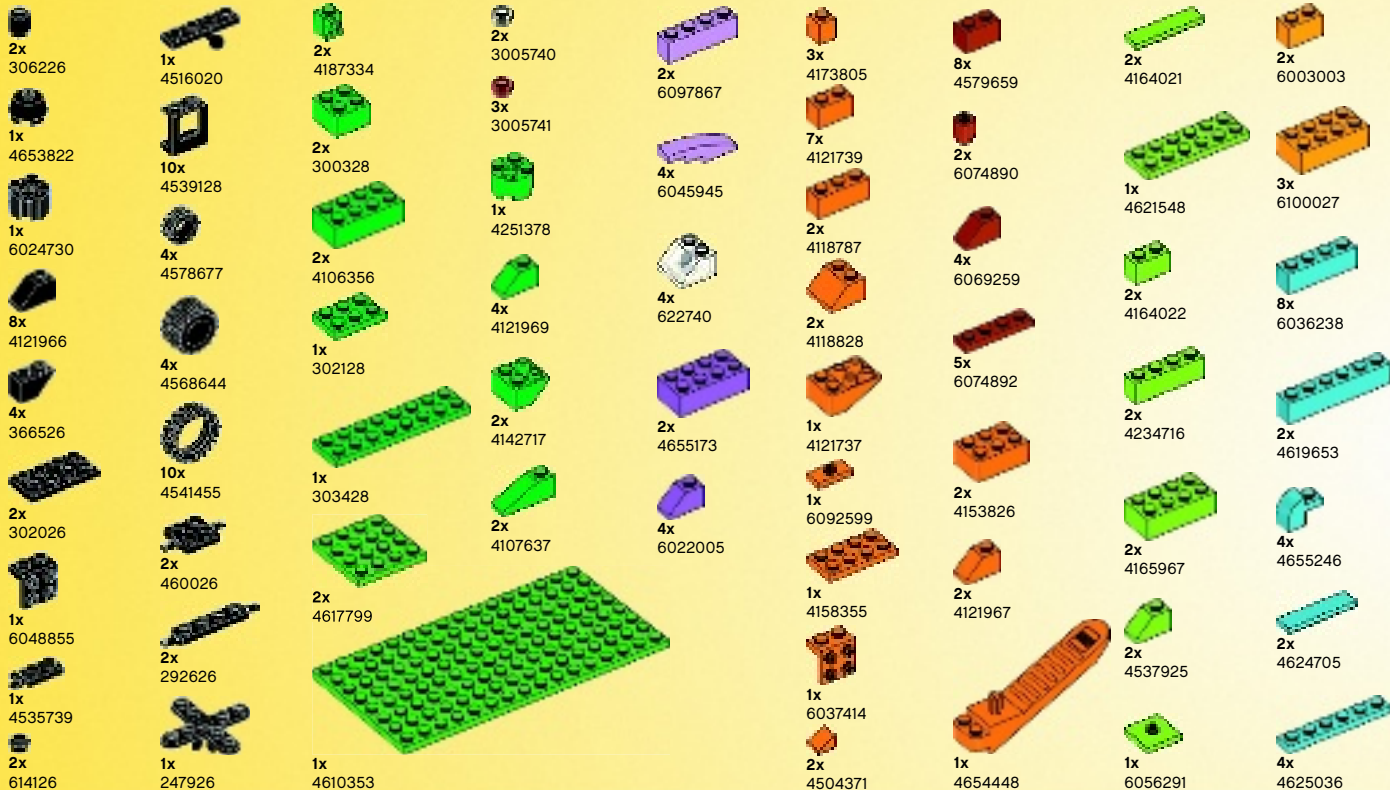 2x
306226
1x
4653822
1x
6024730
8x
4121966
4x
366526
2x
302026
1x
6048855
1x
4535739
2x
614126
1x
4516020
10x
4539128
4x
4578677
4x
4568644
10x
4541455
2x
460026
2x
292626
1x
247926
2x
4187334
2x
300328
2x
4106356
1x
302128
1x
303428
2x
4617799
1x
4610353
2x
3005740
3x
3005741
1x
4251378
4x
4121969
2x
4142717
2x
4107637
2x
6097867
4x
6045945
4x
622740
2x
4655173
4x
6022005
3x
4173805
7x
4121739
2x
4118787
2x
4118828
1x
4121737
1x
6092599
1x
4158355
1x
6037414
2x
4504371
8x
4579659
2x
6074890
4x
6069259
5x
6074892
2x
4153826
2x
4121967
1x
4654448
2x
4164021
1x
4621548
2x
4164022
2x
4234716
2x
4165967
2x
4537925
1x
6056291
2x
6003003
3x
6100027
8x
6036238
2x
4619653
4x
4655246
2x
4624705
4x
4625036